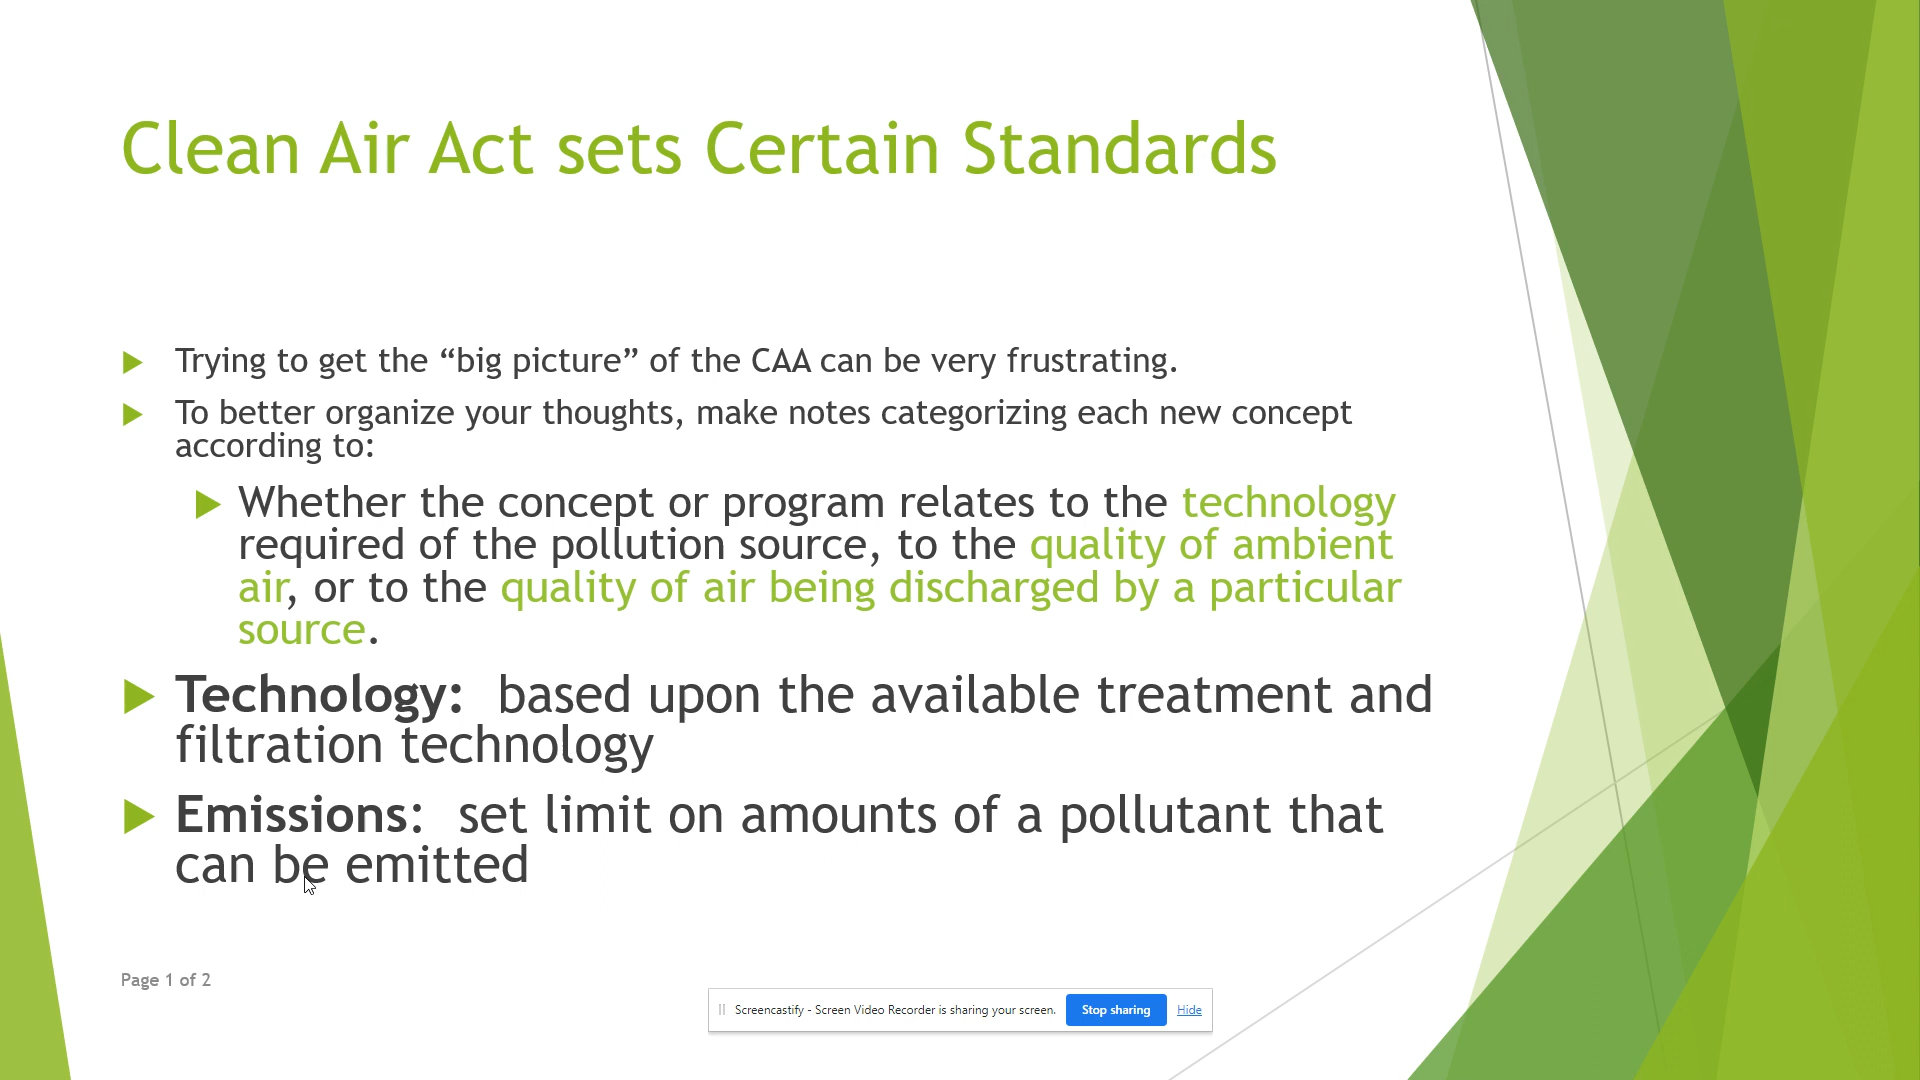 Clean Air Act sets Certain Standards
Trying to get the “big picture” of the CAA can be very frustrating.
To better organize your thoughts, make notes categorizing each new concept
according to:
Whether the concept or program relates to the technology
required of the pollution source, to the quality of ambient
air, or to the quality of air being discharged by a particular
source.
Technology:  based upon the available treatment and
filtration technology
Emissions:  set limit on amounts of a pollutant that
can be emitted
Page 1 of 2
Screencastify - Screen Video Recorder is sharing your screen. Stop sharing Hide